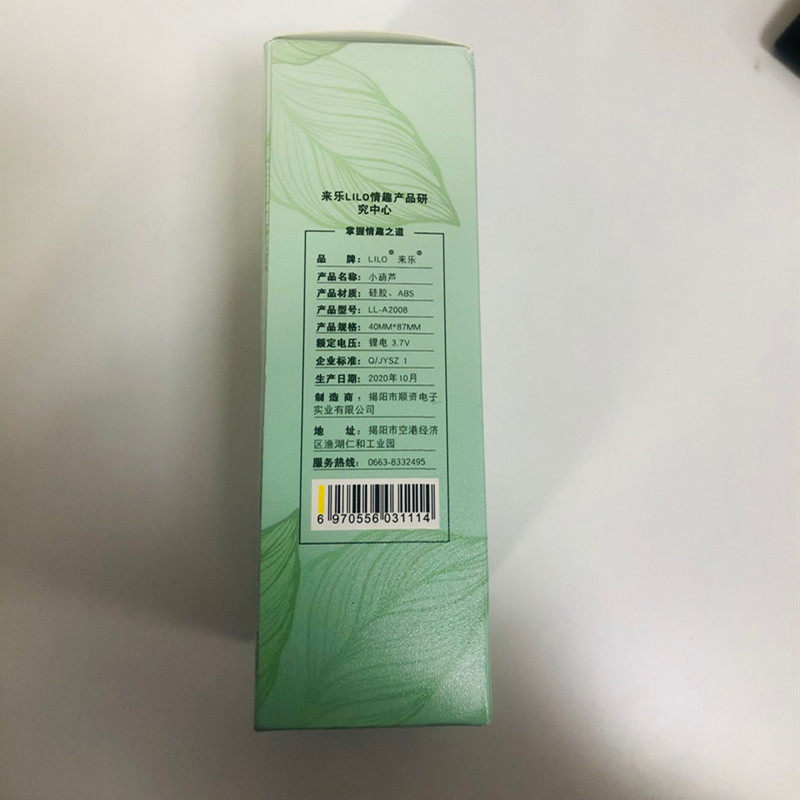 来乐LILO情趣产品研
究中心
掌握情趣之道
品 牌： LILO® 来乐®
产品名称： 小葫芦
产品材质： 硅胶、ABS
产品型号： LL-A2008
产品规格： 40MM*87MM
额定电压： 锂电 3.7V
企业标准： Q/JYSZ 1
生产日期： 2020年10月
制 造 商： 揭阳市顺资电子
实业有限公司
地 址： 揭阳市空港经济
区渔湖仁和工业园
服务热线： 0663-8332495
6 970556 031114